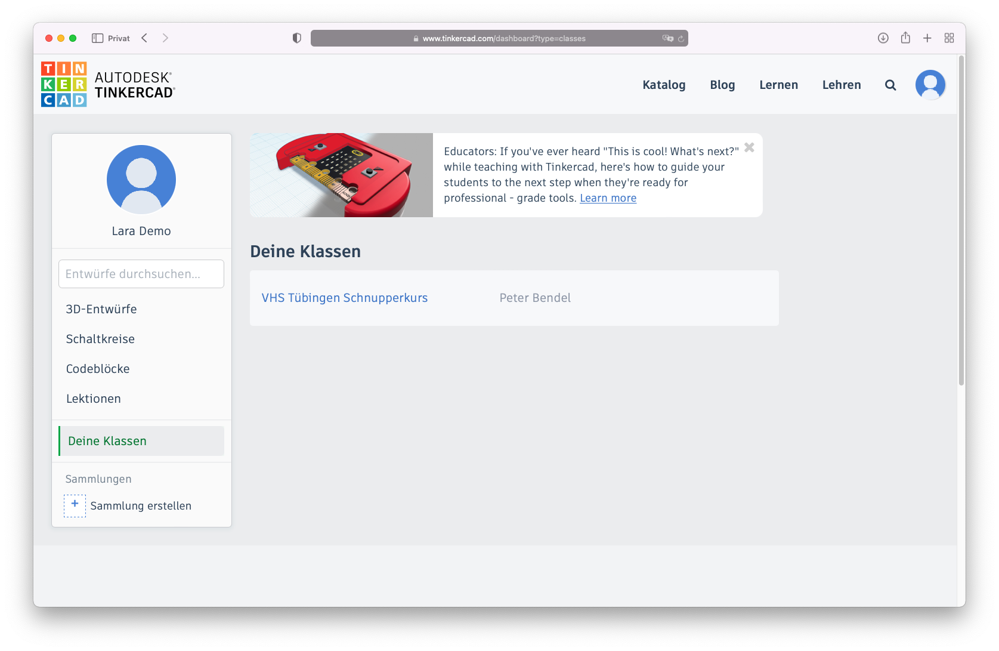 Privat
www.tinkercad.com/dashboard?type=classes
TIN
KER
CAD
AUTODESK®
TINKERCAD®
Katalog
Blog
Lernen
Lehren
Lara Demo
Entwürfe durchsuchen...
3D-Entwürfe
Schaltkreise
Codeblöcke
Lektionen
Deine Klassen
Sammlungen
+ Sammlung erstellen
Educators: If you've ever heard "This is cool! What's next?"
while teaching with Tinkercad, here's how to guide your
students to the next step when they're ready for
professional - grade tools. Learn more
Deine Klassen
VHS Tübingen Schnupperkurs
Peter Bendel